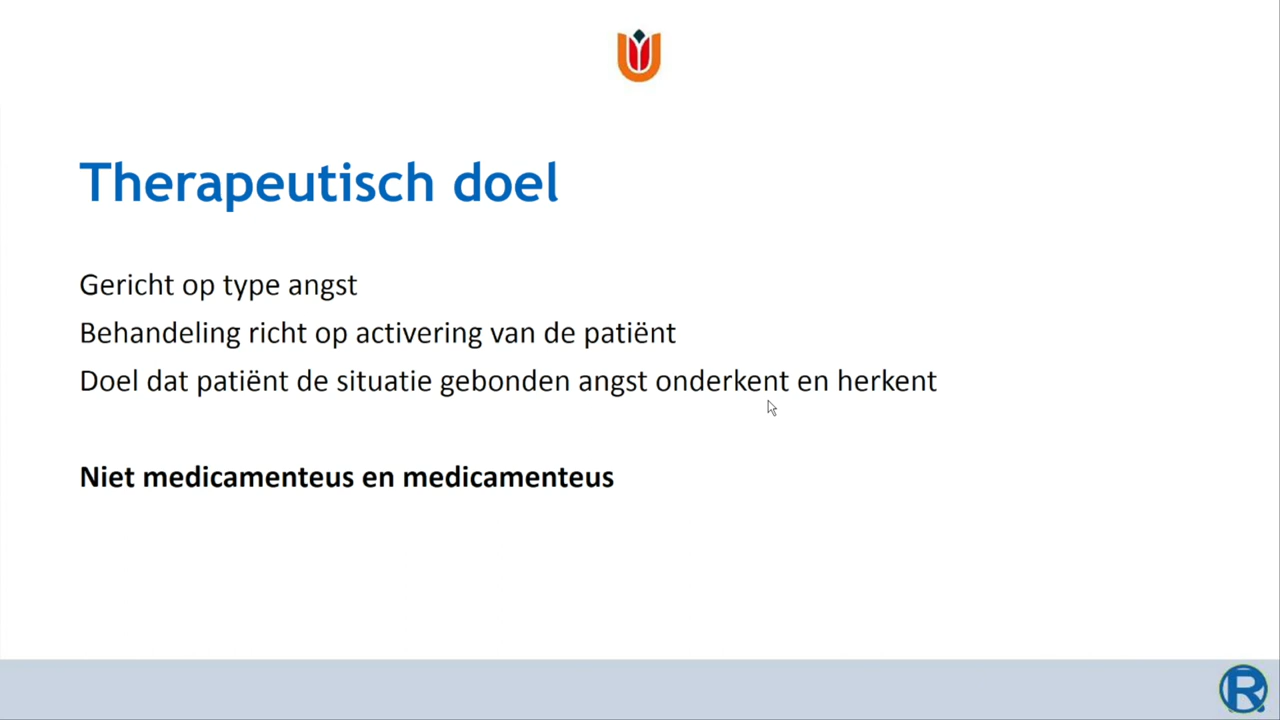 Therapeutisch doel
Gericht op type angst
Behandeling richt op activering van de patiënt
Doel dat patiënt de situatie gebonden angst onderkent en herkent
Niet medicamenteus en medicamenteus
R